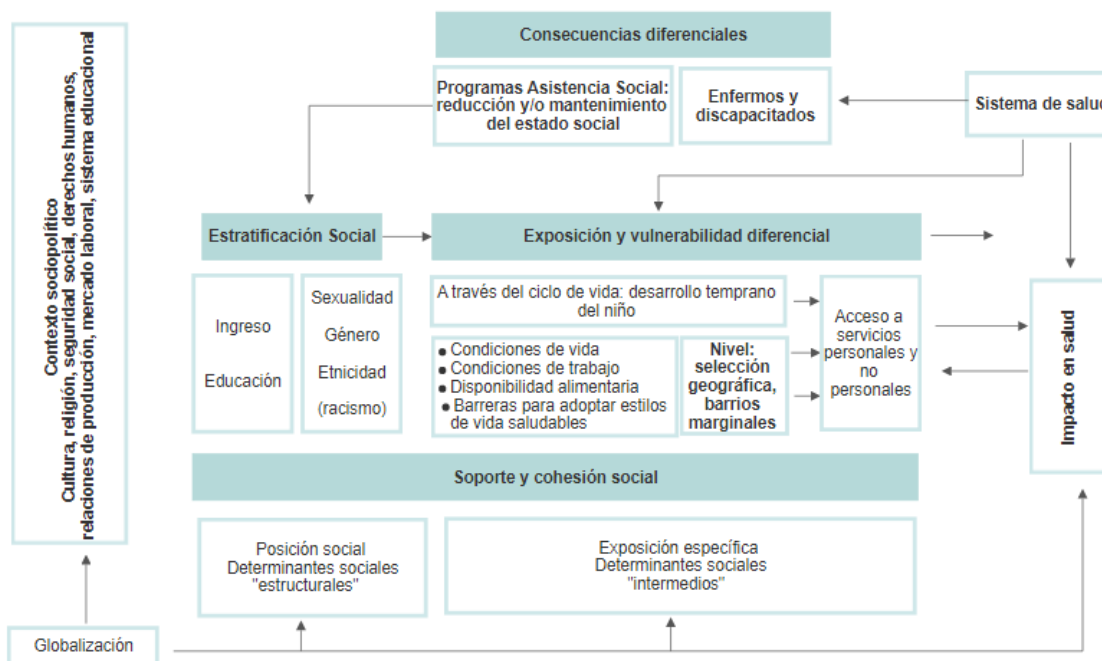 Contexto sociopolítico
Cultura, religión, seguridad social, derechos humanos,
relaciones de producción, mercado laboral, sistema educacional
Consecuencias diferenciales
Programas Asistencia Social:
reducción y/o mantenimiento
del estado social
Enfermos y
discapacitados
Sistema de salud
Estratificación Social
Exposición y vulnerabilidad diferencial
Ingreso
Educación
Sexualidad
Género
Etnicidad
(racismo)
A través del ciclo de vida: desarrollo temprano
del niño
● Condiciones de vida
● Condiciones de trabajo
● Disponibilidad alimentaria
● Barreras para adoptar estilos
de vida saludables
Nivel:
selección
geográfica,
barrios
marginales
Acceso a
servicios
personales y
no
personales
Impacto en salud
Soporte y cohesión social
Posición social
Determinantes sociales
"estructurales"
Exposición específica
Determinantes sociales
"intermedios"
Globalización